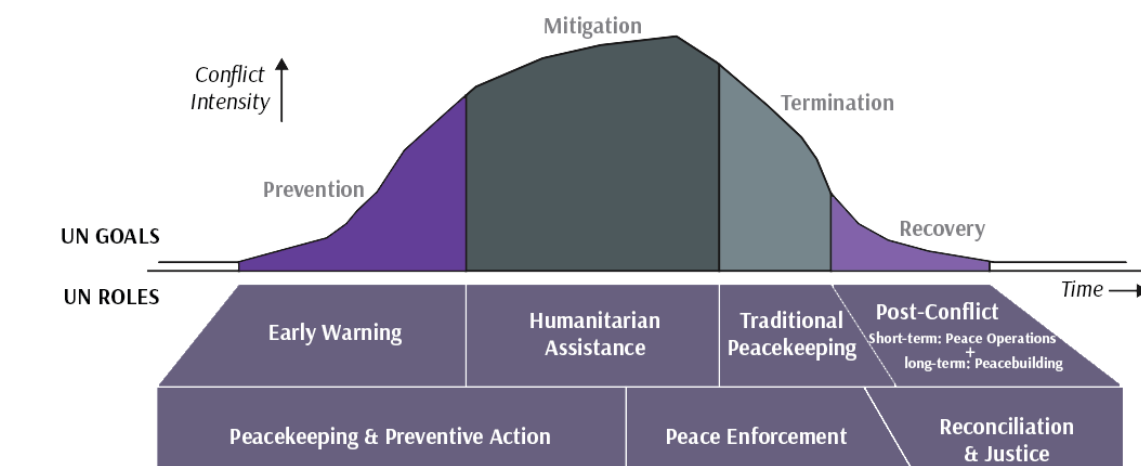 Mitigation
Conflict
Intensity
Termination
Prevention
Recovery
UN GOALS
UN ROLES
Time
Early Warning
Humanitarian
Assistance
Traditional
Peacekeeping
Post-Conflict
Short-term: Peace Operations
+
long-term: Peacebuilding
Peacekeeping & Preventive Action
Peace Enforcement
Reconciliation
& Justice